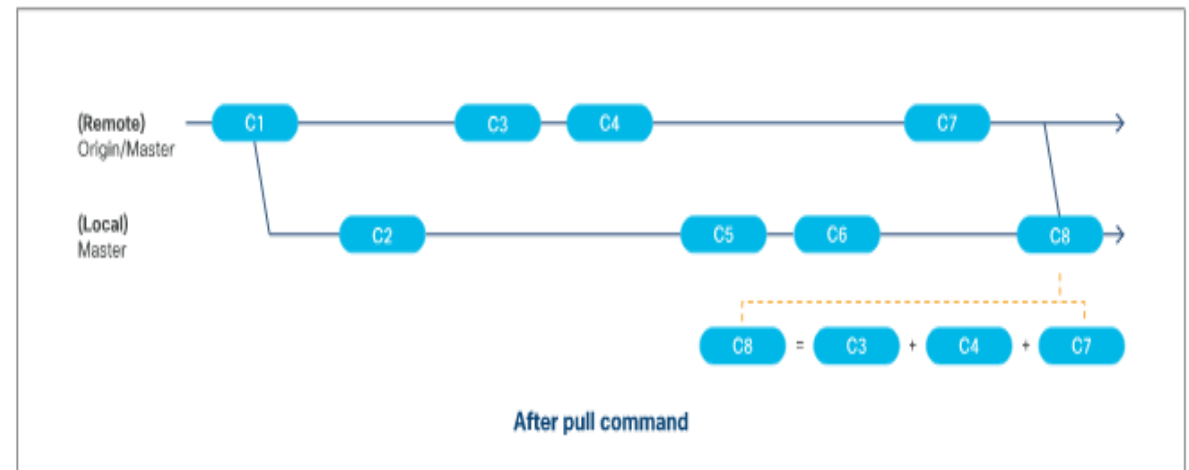 (Remote)
Origin/Master
C1
C3
C4
C7
(Local)
Master
C2
C5
C6
C8
C8 = C3 + C4 + C7
After pull command